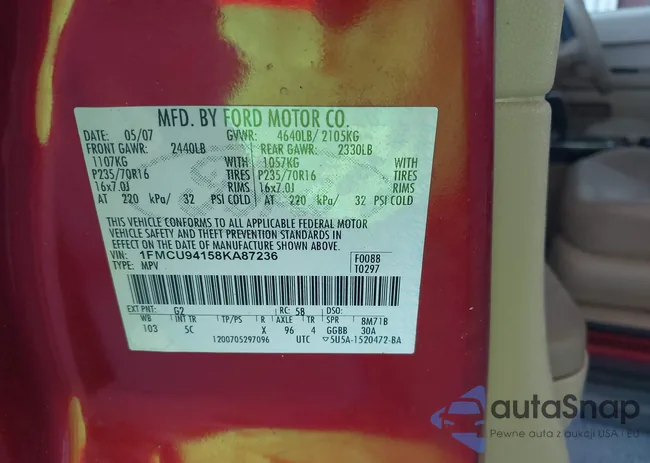 MFD. BY FORD MOTOR CO.
DATE: 05/07 GVWR: 4640LB/ 2105KG
FRONT GAWR: 2440LB REAR GAWR: 2330LB
1107KG WITH 1057KG WITH
P235/70R16 TIRES P235/70R16 TIRES
16x7.0J RIMS 16x7.0J RIMS
AT 220 kPa/ 32 PSI COLD AT 220 kPa/ 32 PSI COLD
THIS VEHICLE CONFORMS TO ALL APPLICABLE FEDERAL MOTOR
VEHICLE SAFETY AND THEFT PREVENTION STANDARDS IN
EFFECT ON THE DATE OF MANUFACTURE SHOWN ABOVE.
VIN: 1FMCU94158KA87236 F0088
TYPE: MPV T0297
EXT PNT: G2 RC: 58 DSO:
WB INT TR TP/PS R AXLE TR SPR 8M71B
103 5C X 96 4 GGBB 30A
1200705297096 UTC ▽5U5A-1520472-BA
autaSnap
Pewne auta z aukcji USA i EU